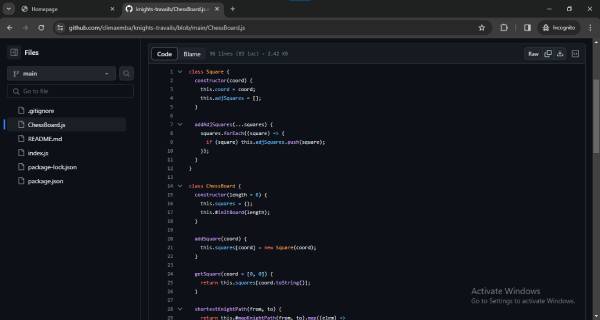 Homepage
knights-travails/ChessBoard.js
github.com/climaxmba/knights-travails/blob/main/ChessBoard.js
Incognito
Files
main
Go to file
.gitignore
ChessBoard.js
README.md
index.js
package-lock.json
package.json
Code
Blame
96 lines (83 loc) · 2.42 KB
Raw
1 class Square {
2 constructor(coord) {
3 this.coord = coord;
4 this.adjSquares = [];
5 }
6
7 addAdjSquares(...squares) {
8 squares.forEach((square) => {
9 if (square) this.adjSquares.push(square);
10 });
11 }
12 }
13
14 class ChessBoard {
15 constructor(length = 8) {
16 this.squares = {};
17 this.#initBoard(length);
18 }
19
20 addSquare(coord) {
21 this.squares[coord] = new Square(coord);
22 }
23
24 getSquare(coord = [0, 0]) {
25 return this.squares[coord.toString()];
26 }
27
28 shortestKnightPath(from, to) {
29 return this.#mapKnightPath(from, to).map((elem) =>
Activate Windows
Go to Settings to activate Windows.